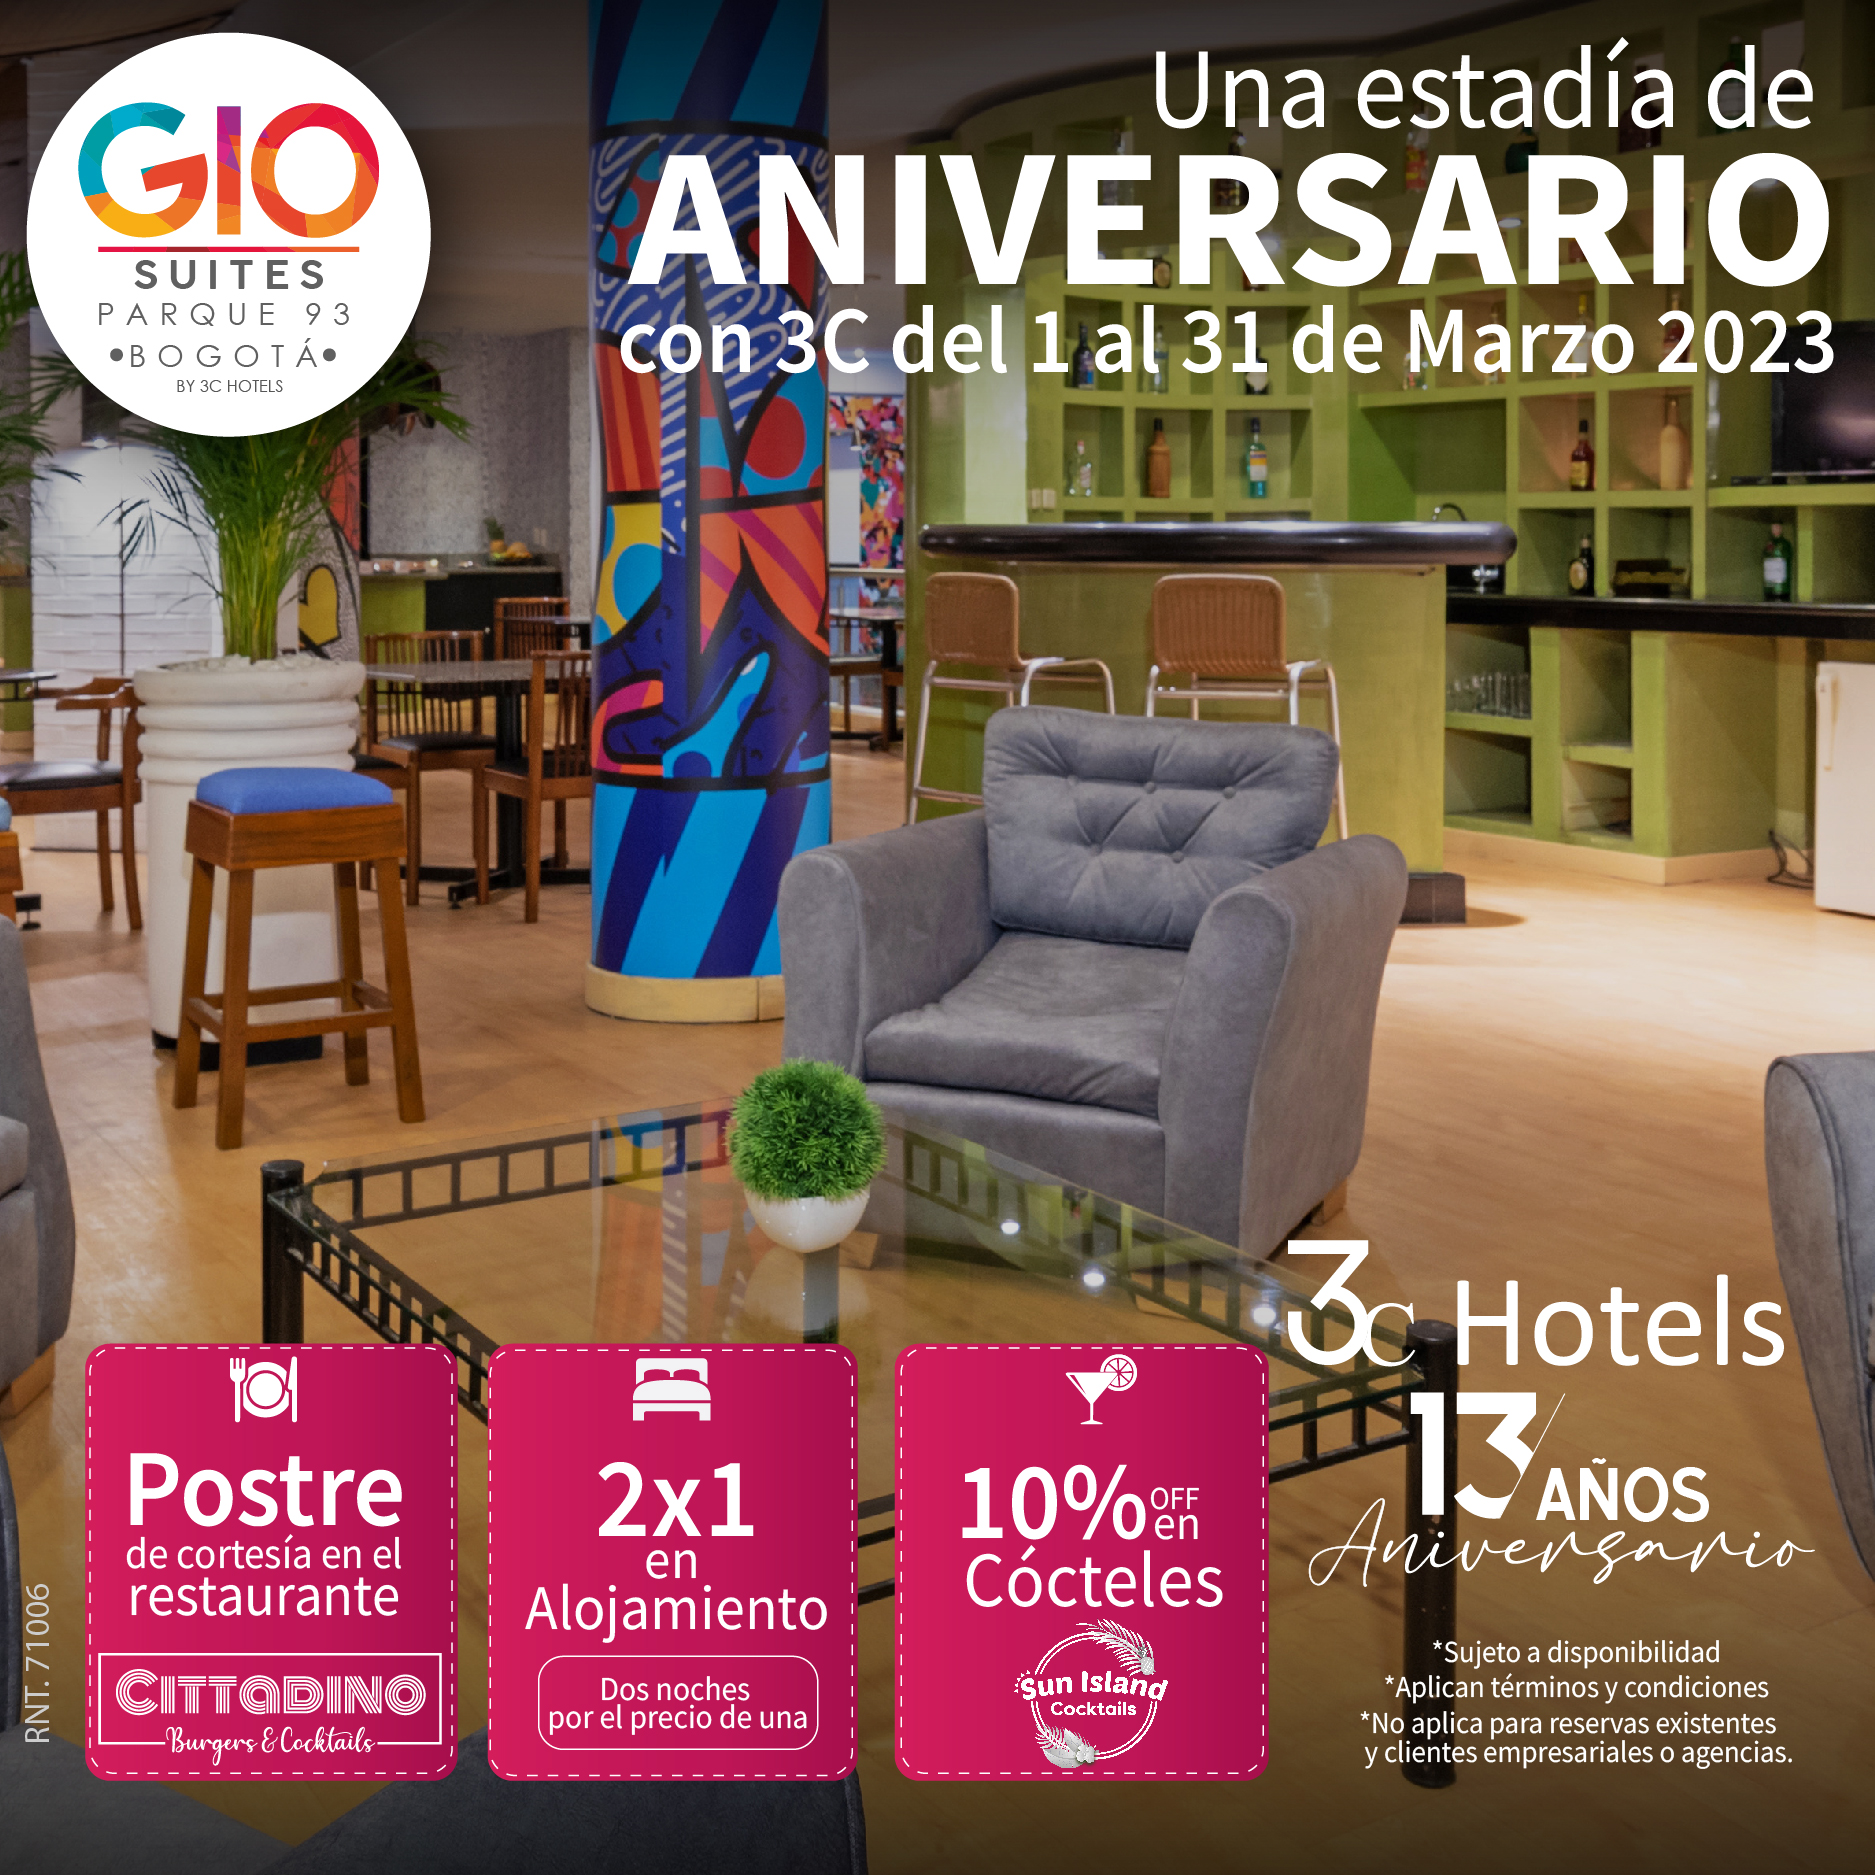 GIO
SUITES
PARQUE 93
•BOGOTÁ•
BY 3C HOTELS
Una estadía de
ANIVERSARIO
con 3C del 1 al 31 de Marzo 2023
Postre
de cortesía en el
restaurante
CITTADINO
Burgers & Cocktails
2x1
en
Alojamiento
Dos noches
por el precio de una
10% OFF
en
Cócteles
Sun Island
Cocktails
3C Hotels
13 AÑOS
Aniversario
*Sujeto a disponibilidad
*Aplican términos y condiciones
*No aplica para reservas existentes
y clientes empresariales o agencias.
RNT. 71006